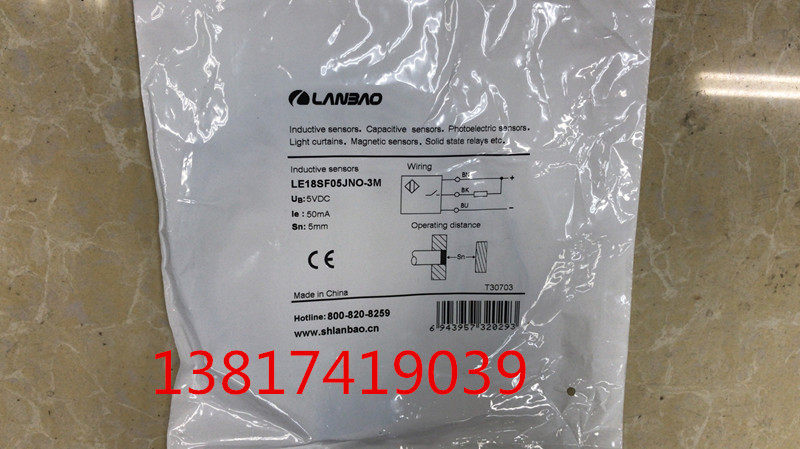 LANBAO
Inductive sensors, Capacitive sensors, Photoelectric sensors,
Light curtains, Magnetic sensors, Solid state relays etc.
Inductive sensors
LE18SF05JNO-3M
UB: 5VDC
Ie : 50mA
Sn: 5mm
Wiring
BN
+
BK
BU
-
Operating distance
Sn
CE
Made in China
T30703
Hotline: 800-820-8259
www.shlanbao.cn
6 943957 320293
13817419039